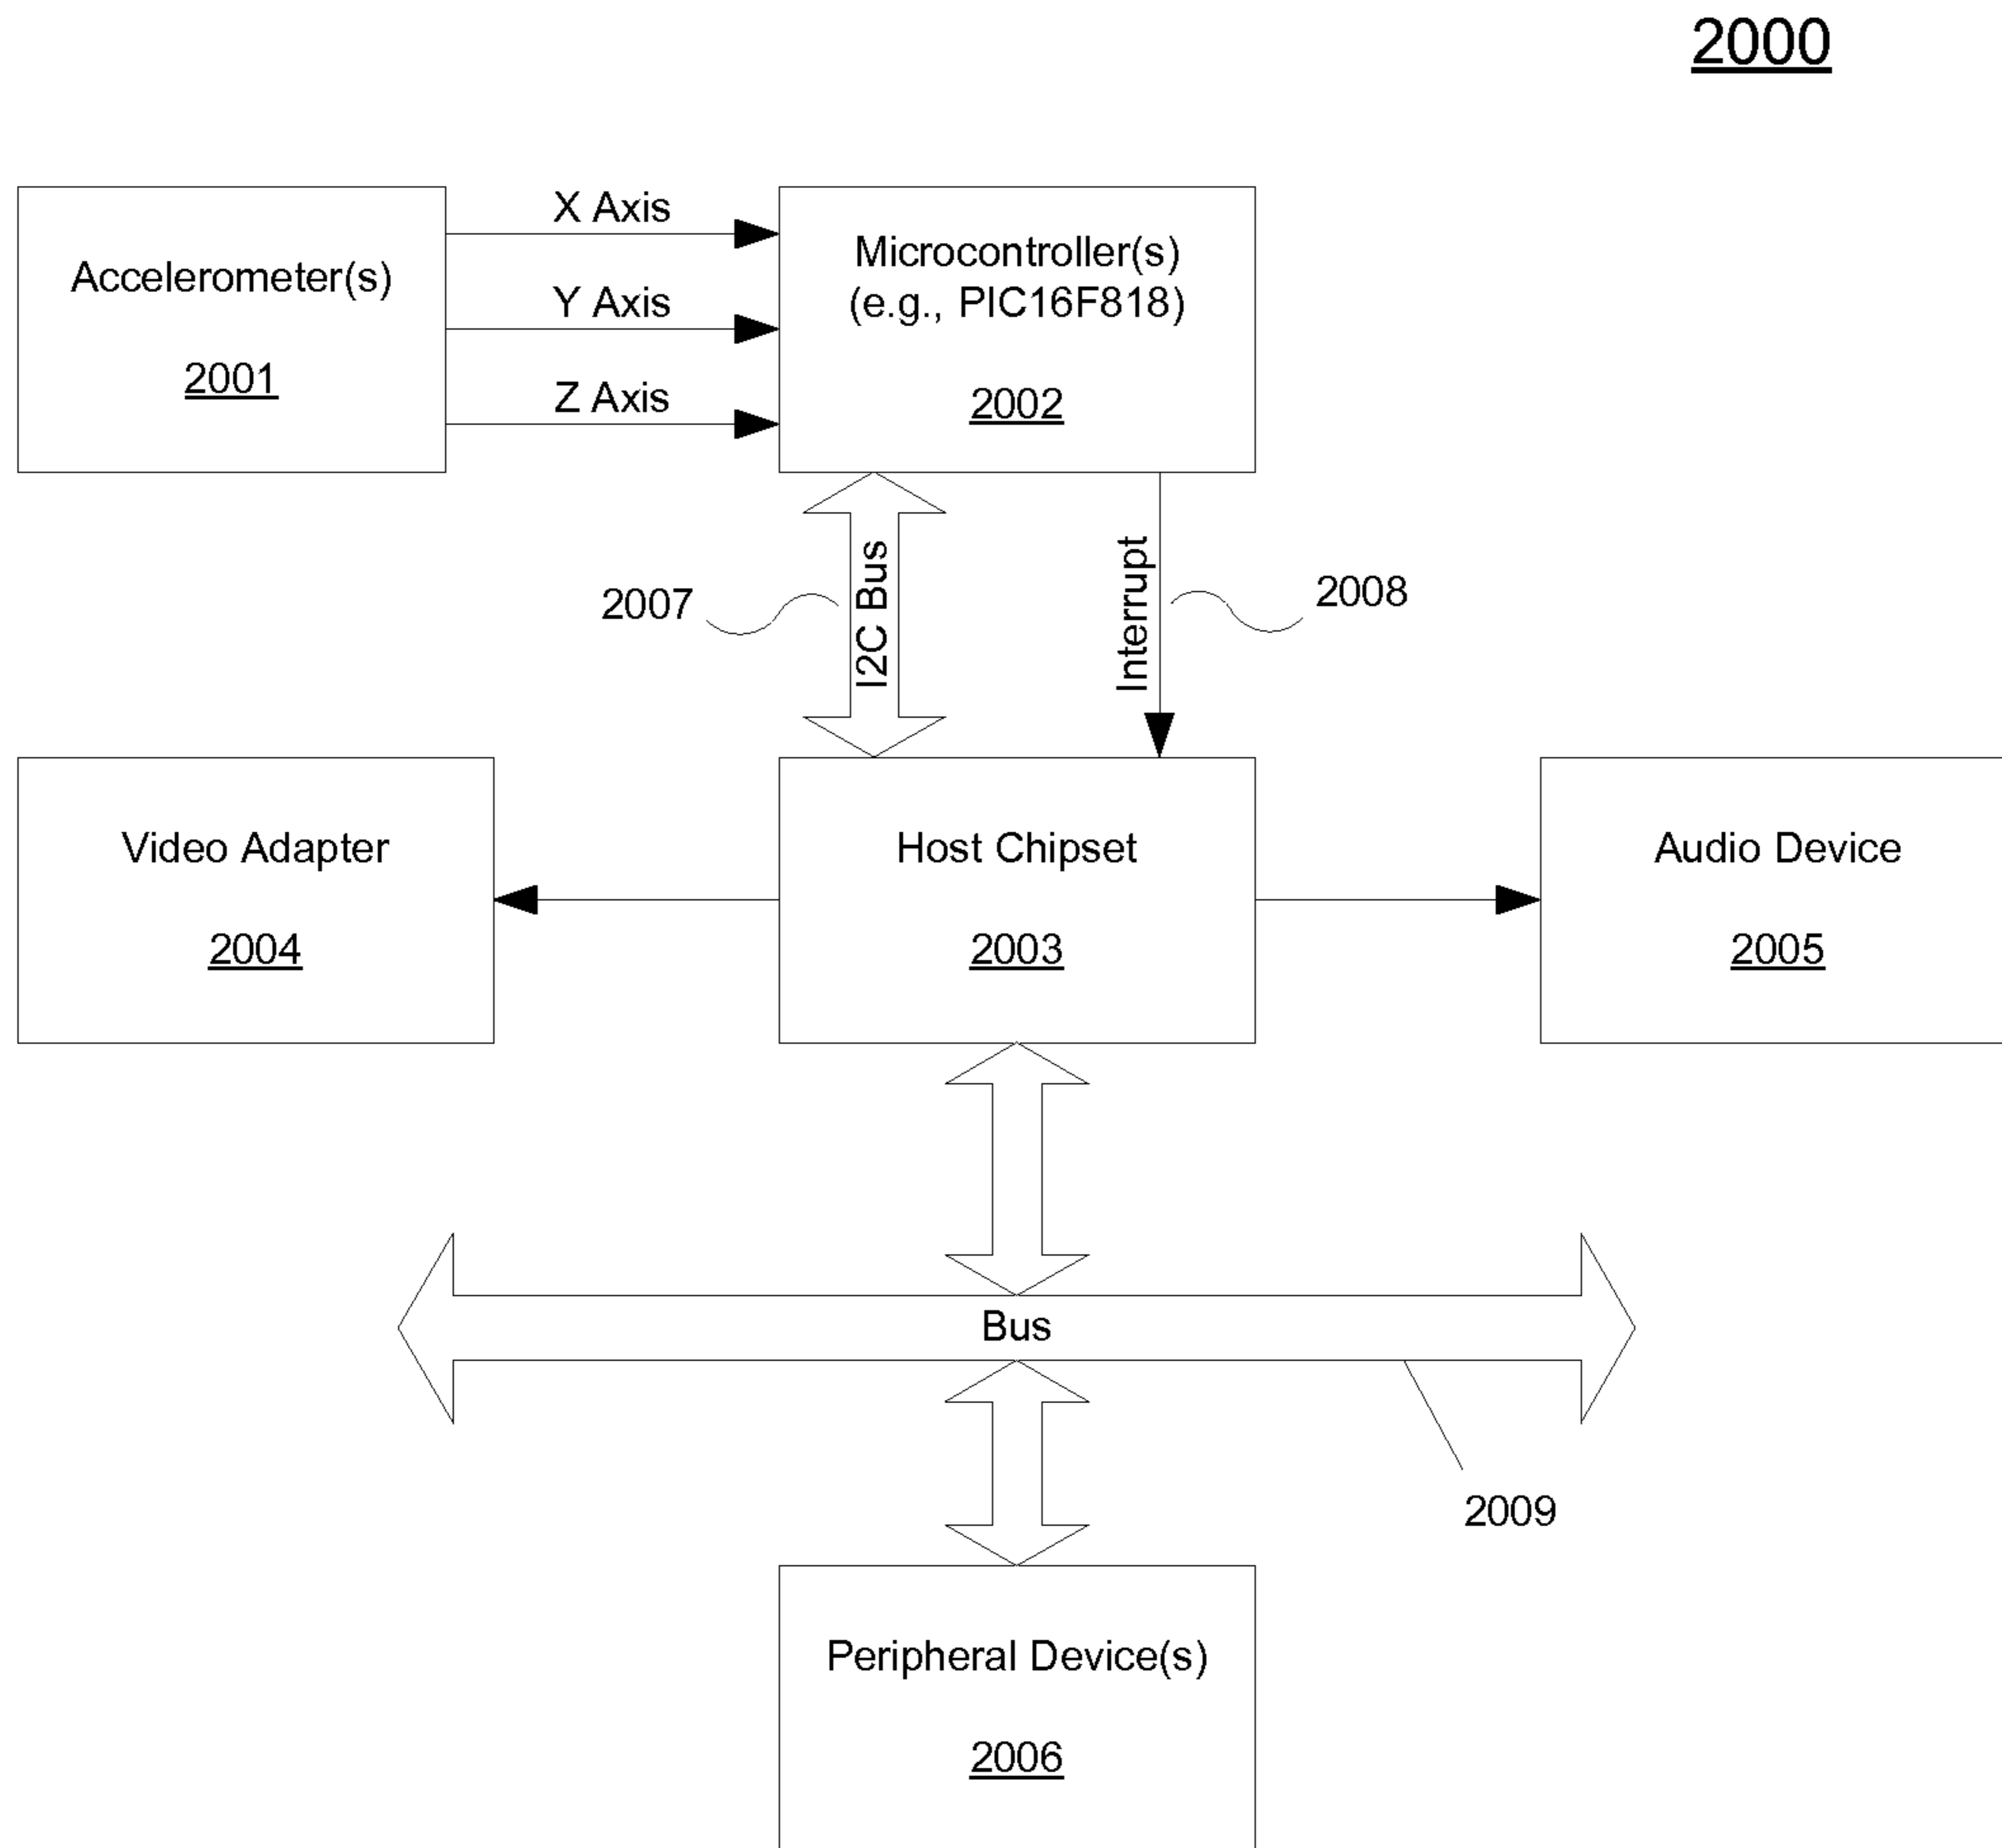 2000
Accelerometer(s)
2001
X Axis
Y Axis
Z Axis
Microcontroller(s)
(e.g., PIC16F818)
2002
2007
I2C Bus
Interrupt
2008
Video Adapter
2004
Host Chipset
2003
Audio Device
2005
Bus
2009
Peripheral Device(s)
2006